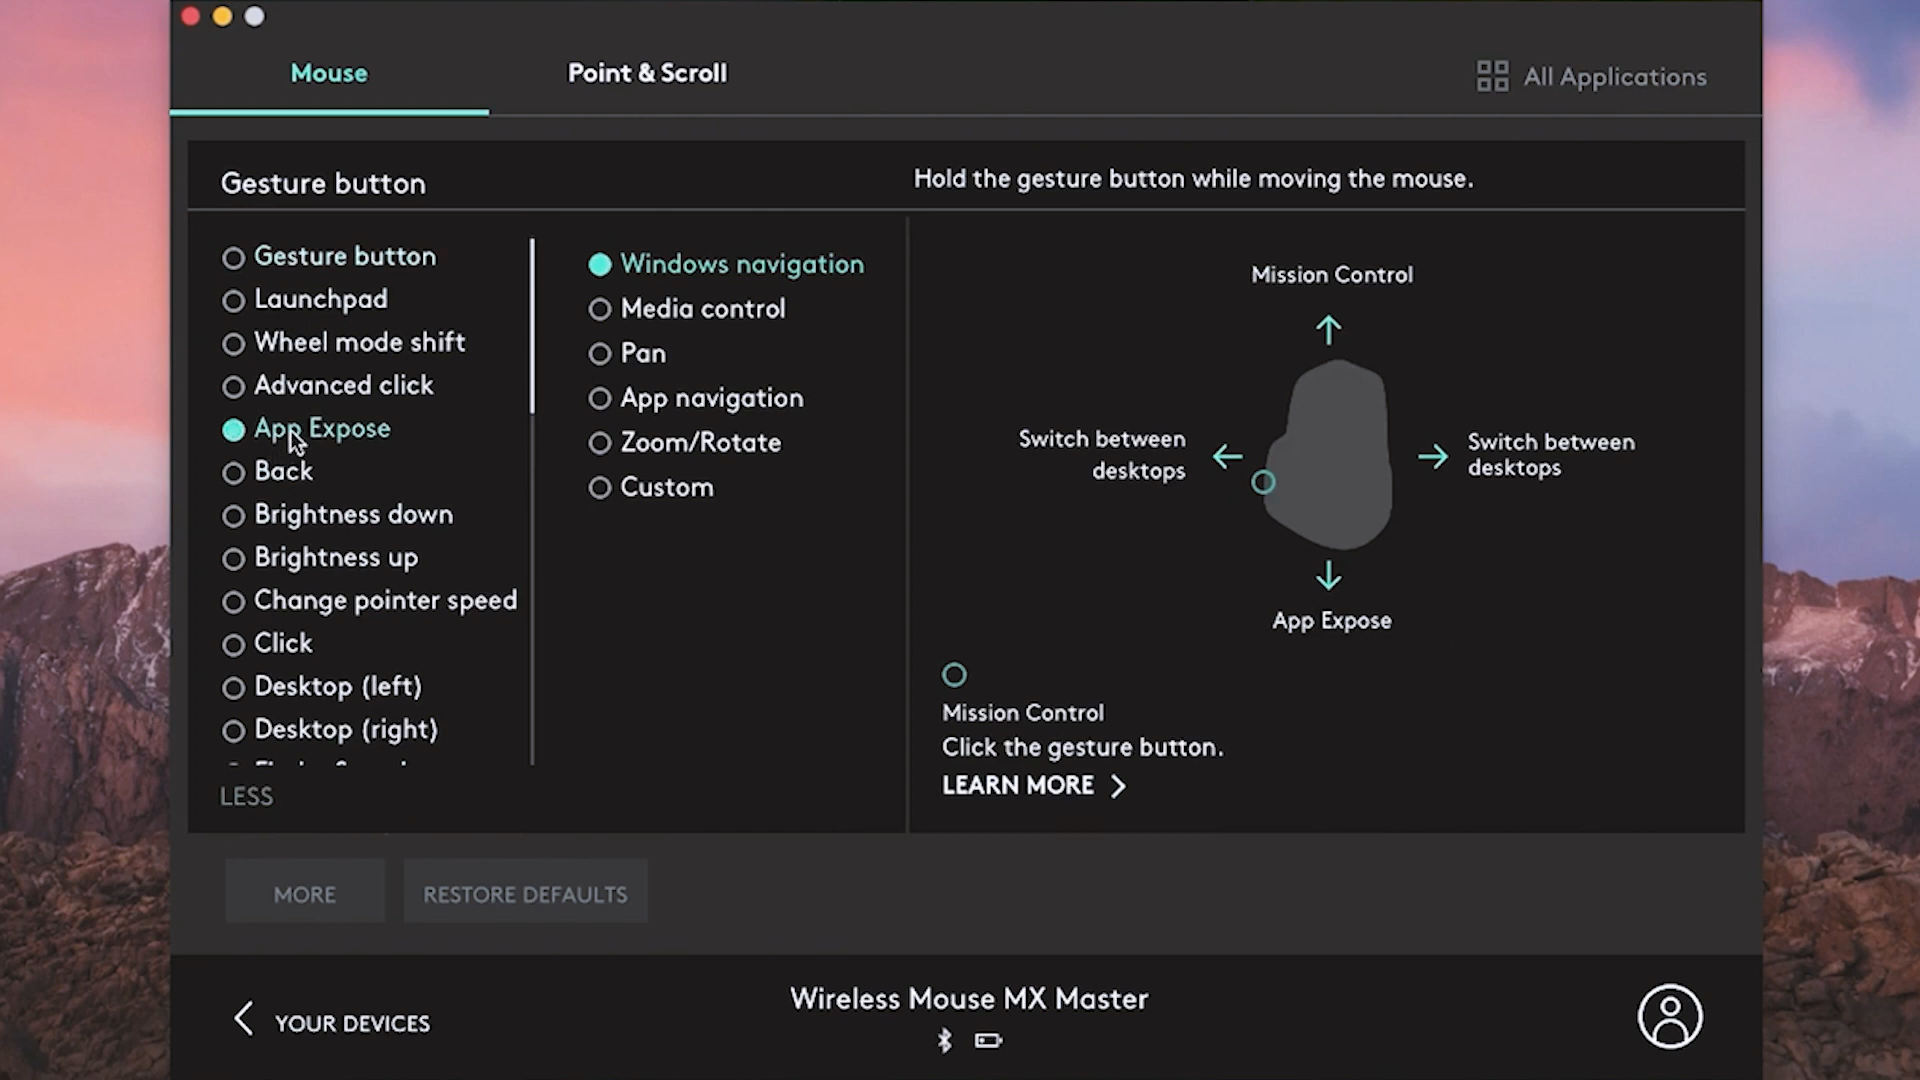 Mouse
Point & Scroll
All Applications
Gesture button
Hold the gesture button while moving the mouse.
Gesture button
Launchpad
Wheel mode shift
Advanced click
App Expose
Back
Brightness down
Brightness up
Change pointer speed
Click
Desktop (left)
Desktop (right)
LESS
Windows navigation
Media control
Pan
App navigation
Zoom/Rotate
Custom
Mission Control
Switch between
desktops
Switch between
desktops
App Expose
Mission Control
Click the gesture button.
LEARN MORE
MORE
RESTORE DEFAULTS
YOUR DEVICES
Wireless Mouse MX Master